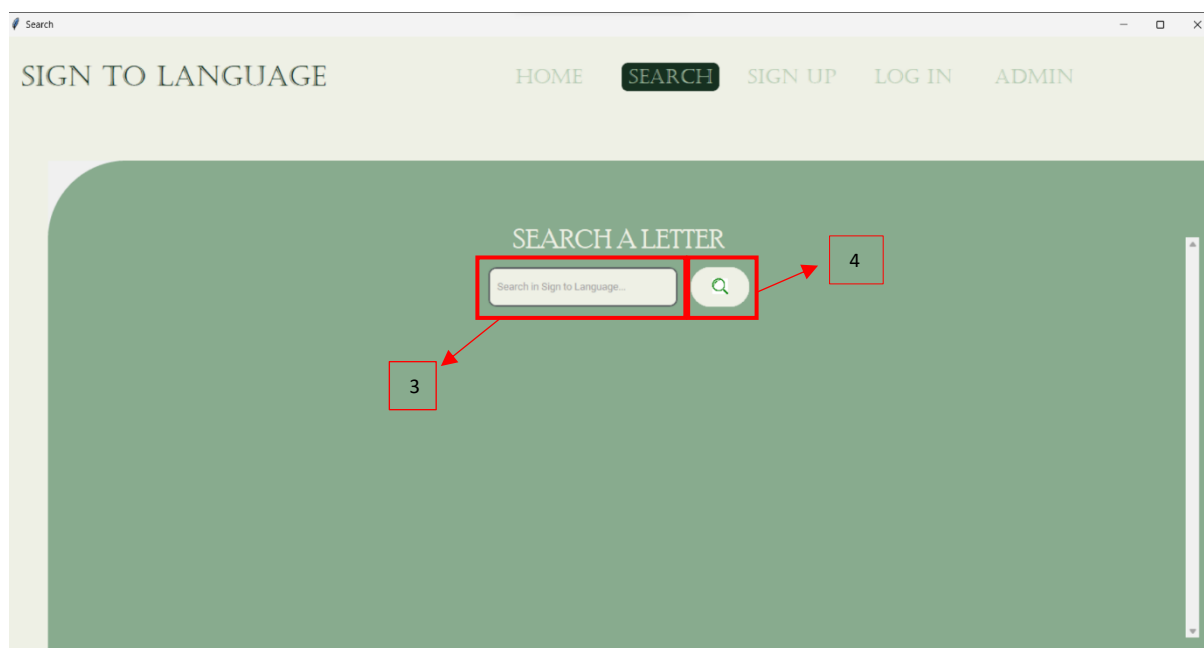 Search
SIGN TO LANGUAGE HOME SEARCH SIGN UP LOG IN ADMIN
SEARCH A LETTER
Search in Sign to Language...
4
3